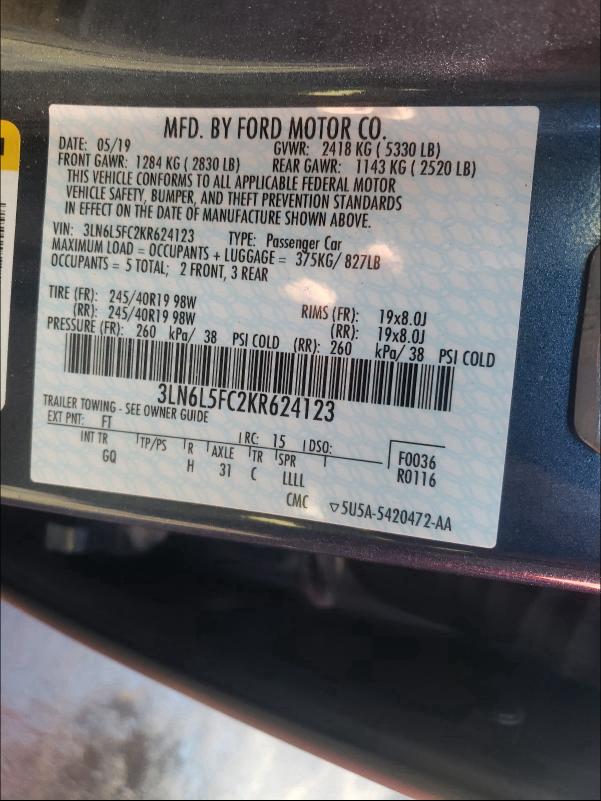 MFD. BY FORD MOTOR CO.
DATE: 05/19 GVWR: 2418 KG ( 5330 LB)
FRONT GAWR: 1284 KG ( 2830 LB) REAR GAWR: 1143 KG ( 2520 LB)
THIS VEHICLE CONFORMS TO ALL APPLICABLE FEDERAL MOTOR
VEHICLE SAFETY, BUMPER, AND THEFT PREVENTION STANDARDS
IN EFFECT ON THE DATE OF MANUFACTURE SHOWN ABOVE.
VIN: 3LN6L5FC2KR624123 TYPE: Passenger Car
MAXIMUM LOAD = OCCUPANTS + LUGGAGE = 375KG/ 827LB
OCCUPANTS = 5 TOTAL; 2 FRONT, 3 REAR
TIRE (FR): 245/40R19 98W RIMS (FR): 19x8.0J
(RR): 245/40R19 98W (RR): 19x8.0J
PRESSURE (FR): 260 kPa/ 38 PSI COLD (RR): 260 kPa/ 38 PSI COLD
3LN6L5FC2KR624123
TRAILER TOWING - SEE OWNER GUIDE
EXT PNT: FT RC: 15 DSO:
INT TR TP/PS R AXLE TR SPR F0036
GQ H 31 C LLLL R0116
CMC ▽5U5A-5420472-AA